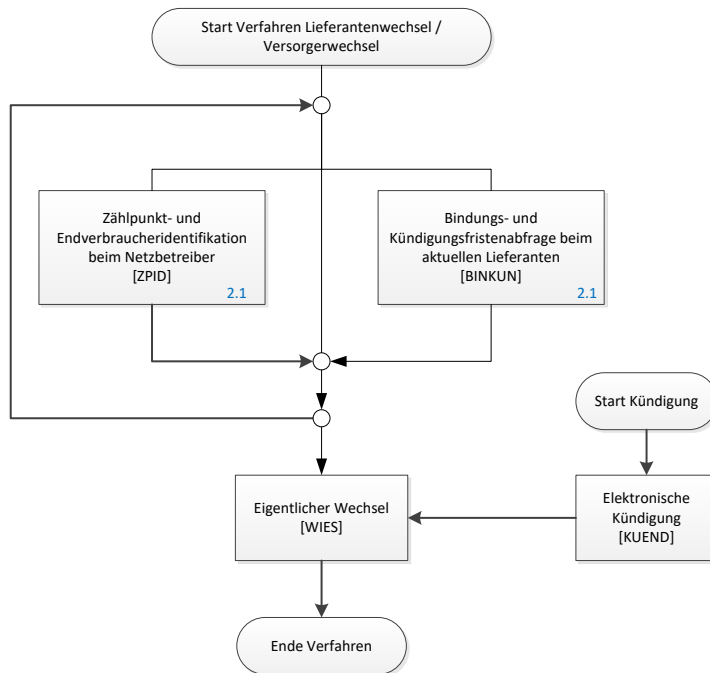 Start Verfahren Lieferantenwechsel /
Versorgerwechsel
Zählpunkt- und
Endverbraucheridentifikation
beim Netzbetreiber
[ZPID]
2.1
Bindungs- und
Kündigungsfristenabfrage beim
aktuellen Lieferanten
[BINKUN]
2.1
Start Kündigung
Eigentlicher Wechsel
[WIES]
Elektronische
Kündigung
[KUEND]
Ende Verfahren